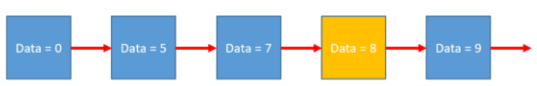 Data = 0
Data = 5
Data = 7
Data = 8
Data = 9